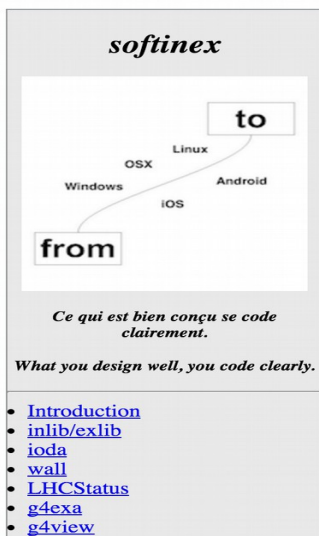 softinex
to
Linux
OSX
Windows
Android
iOS
from
Ce qui est bien conçu se code
clairement.
What you design well, you code clearly.
Introduction
inlib/exlib
ioda
wall
LHCStatus
g4exa
g4view